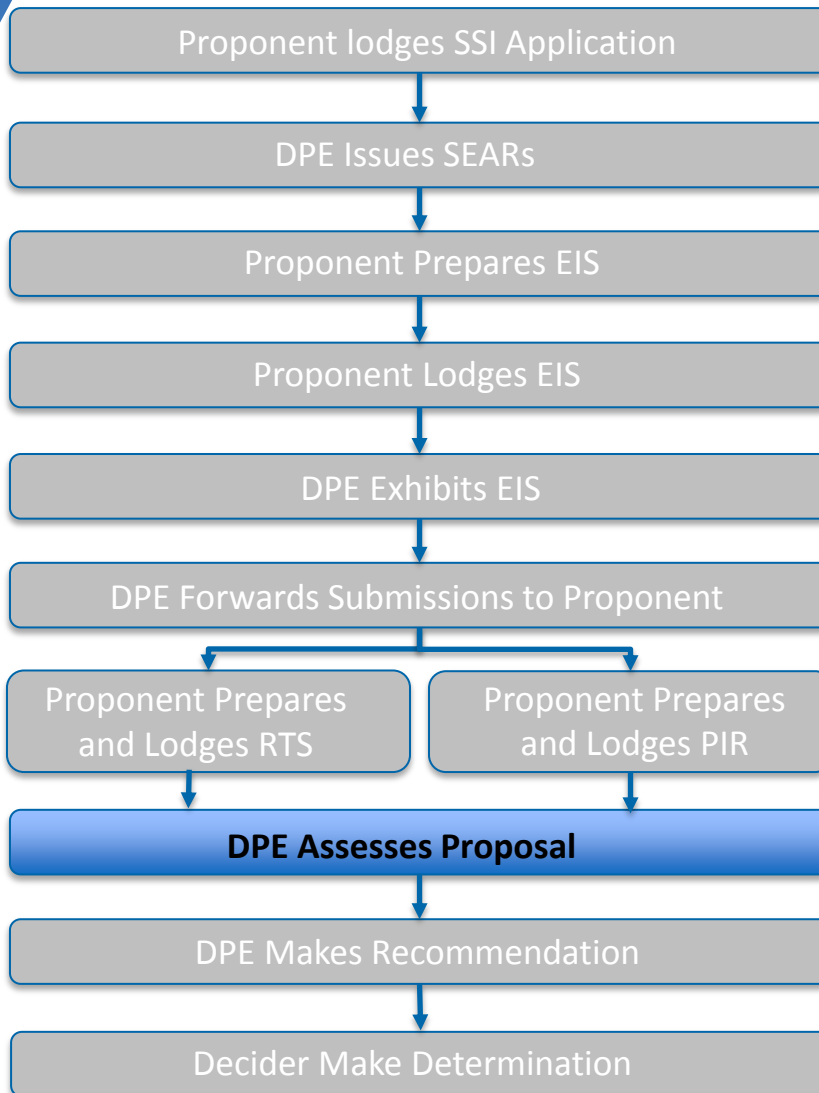 Proponent lodges SSI Application
DPE Issues SEARs
Proponent Prepares EIS
Proponent Lodges EIS
DPE Exhibits EIS
DPE Forwards Submissions to Proponent
Proponent Prepares
and Lodges RTS
Proponent Prepares
and Lodges PIR
DPE Assesses Proposal
DPE Makes Recommendation
Decider Make Determination